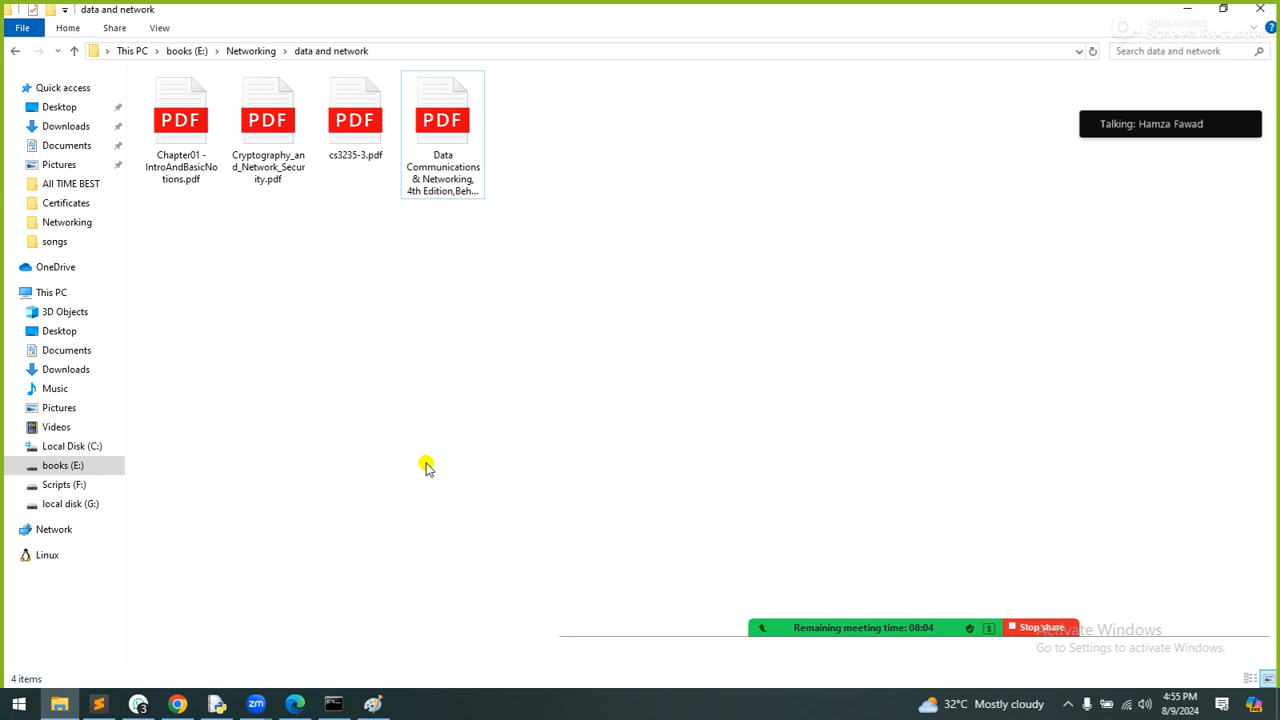 data and network
File Home Share View
This PC > books (E:) > Networking > data and network
Search data and network
Quick access
Desktop
Downloads
Documents
Pictures
All TIME BEST
Certificates
Networking
songs
OneDrive
This PC
3D Objects
Desktop
Documents
Downloads
Music
Pictures
Videos
Local Disk (C:)
books (E:)
Scripts (F:)
local disk (G:)
Network
Linux
PDF
Chapter01 -
IntroAndBasicNo
tions.pdf
PDF
Cryptography_an
d_Network_Secur
ity.pdf
PDF
cs3235-3.pdf
PDF
Data
Communications
& Networking,
4th Edition,Beh...
Apowersoft
Screen Recorder
Talking: Hamza Fawad
Remaining meeting time: 08:04
Stop share
Activate Windows
Go to Settings to activate Windows.
4 items
zm
3
32°C Mostly cloudy
4:55 PM
8/9/2024